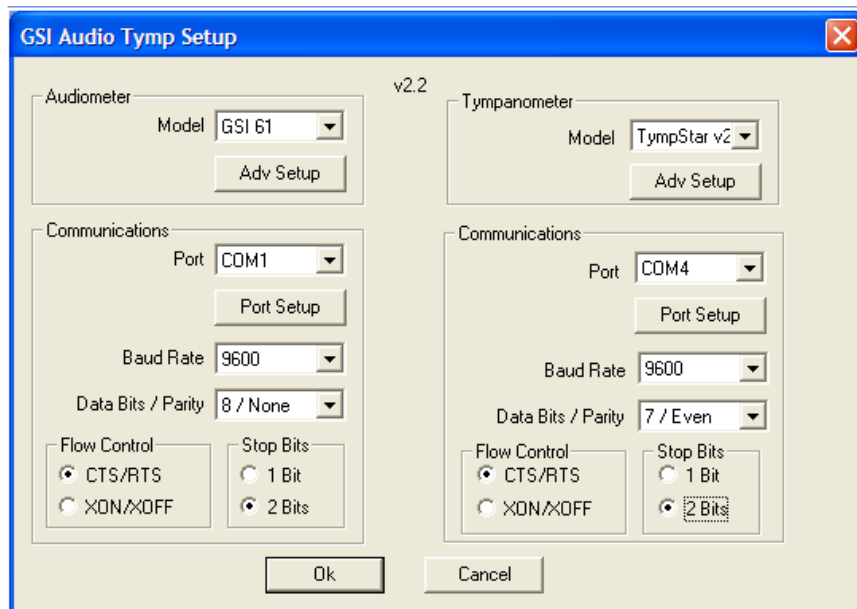 GSI Audio Tymp Setup
v2.2
Audiometer
Model GSI 61
Adv Setup
Communications
Port COM1
Port Setup
Baud Rate 9600
Data Bits / Parity 8 / None
Flow Control
CTS/RTS
XON/XOFF
Stop Bits
1 Bit
2 Bits
Tympanometer
Model TympStar v2
Adv Setup
Communications
Port COM4
Port Setup
Baud Rate 9600
Data Bits / Parity 7 / Even
Flow Control
CTS/RTS
XON/XOFF
Stop Bits
1 Bit
2 Bits
Ok
Cancel